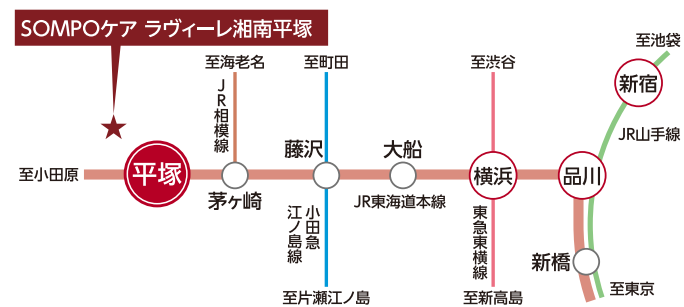 SOMPOケア ラヴィーレ湘南平塚
至海老名
至町田
至渋谷
至池袋
新宿
JR相模線
藤沢
大船
JR山手線
至小田原
平塚
横浜
品川
茅ヶ崎
小田急
江ノ島線
JR東海道本線
東急東横線
新橋
至片瀬江ノ島
至新高島
至東京